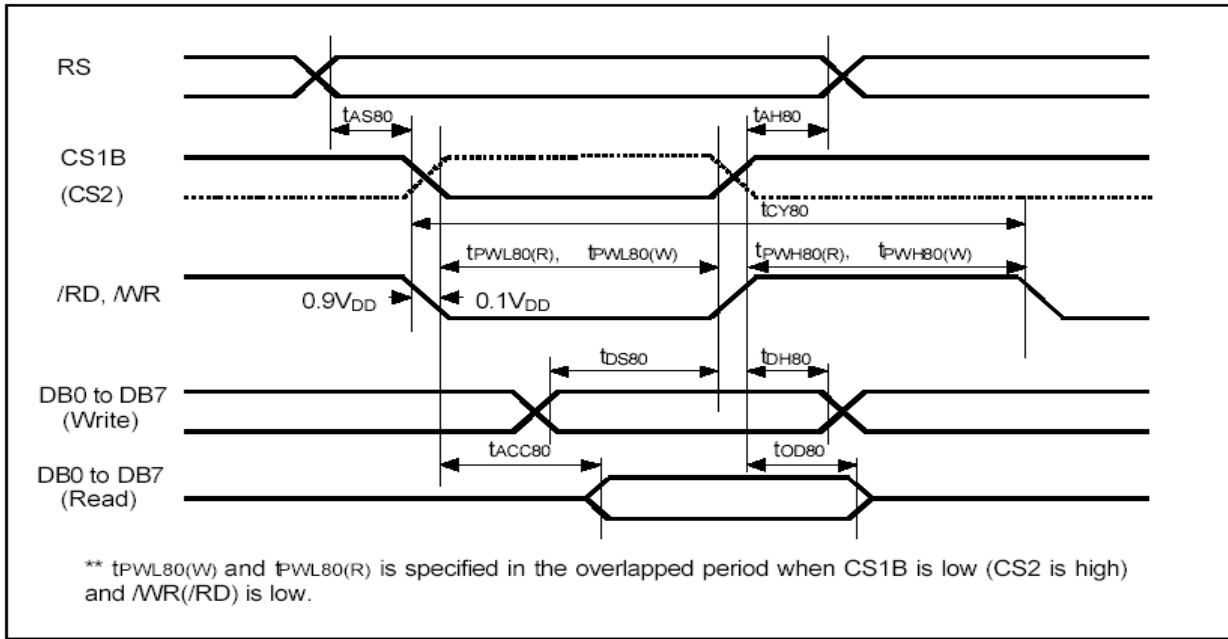 RS
tAS80
tAH80
CS1B
(CS2)
tCY80
tPWL80(R), tPWL80(W)
tPWH80(R), tPWH80(W)
/RD, /WR
0.9VDD
0.1VDD
tDS80
tDH80
DB0 to DB7
(Write)
tACC80
tOD80
DB0 to DB7
(Read)
** tPWL80(W) and tPWL80(R) is specified in the overlapped period when CS1B is low (CS2 is high)
and /WR(/RD) is low.